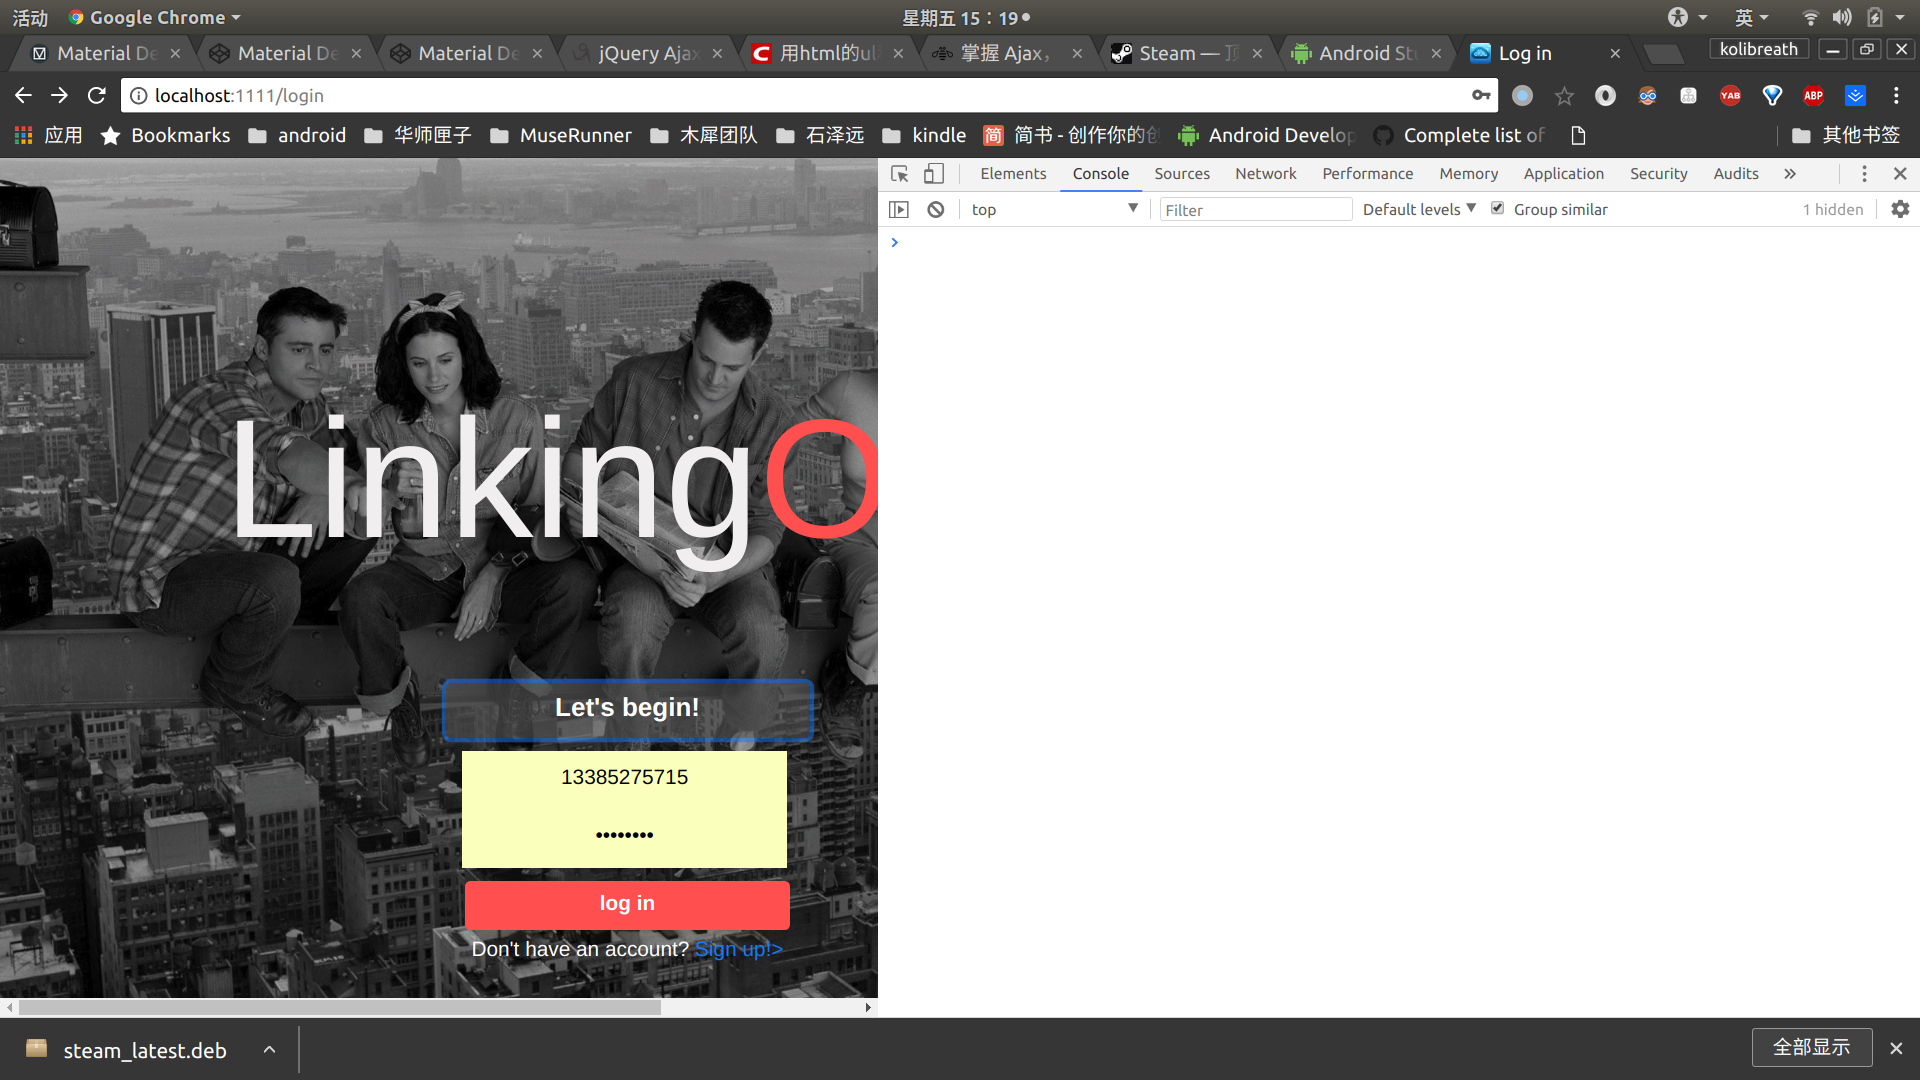 活动 Google Chrome 星期五 15：19 英
Material De Material De Material De jQuery Ajax 用html的ul 掌握 Ajax， Steam — 顶 Android Stu Log in kolibreath
localhost:1111/login YAB ABP
应用 Bookmarks android 华师匣子 MuseRunner 木犀团队 石泽远 kindle 简 简书 - 创作你的创 Android Develop Complete list of 其他书签
Elements Console Sources Network Performance Memory Application Security Audits
top Filter Default levels Group similar 1 hidden
LinkingO
Let's begin!
13385275715
••••••••
log in
Don't have an account? Sign up!>
steam_latest.deb 全部显示